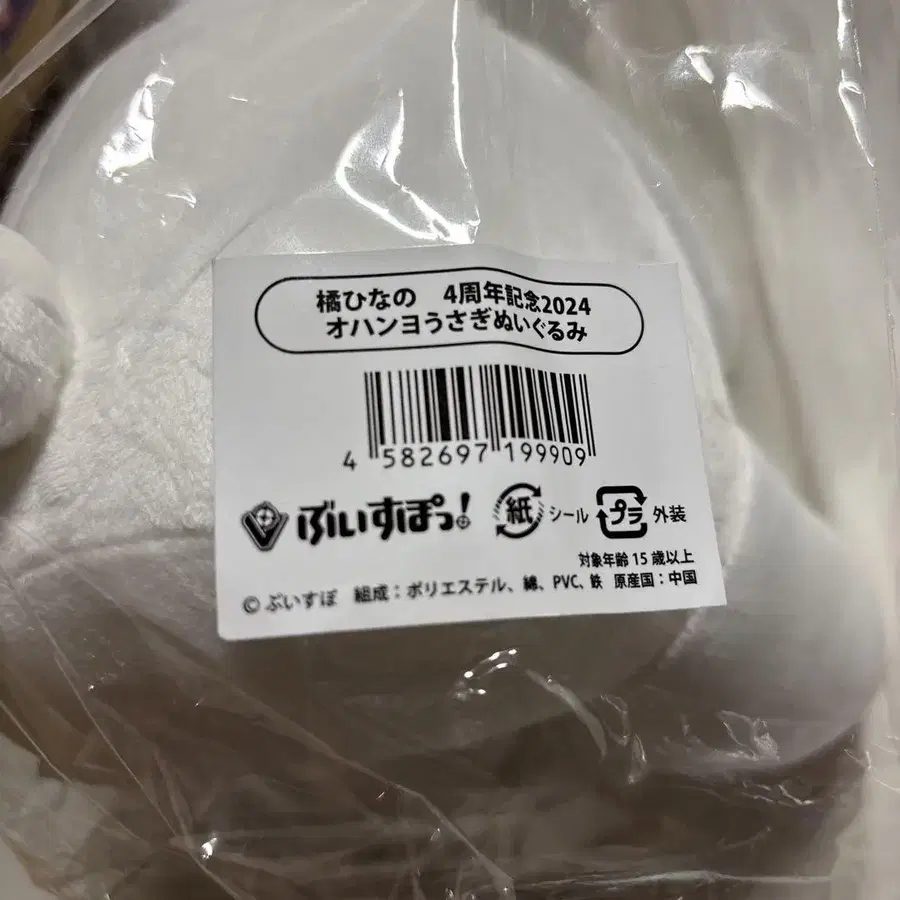 橘ひなの　4周年記念2024
オハンヨうさぎぬいぐるみ
4 582697 199909
ぶいすぽっ! 紙 シール プラ 外装
対象年齢 15 歳以上
© ぶいすぽ　組成：ポリエステル、綿、PVC、鉄　原産国：中国